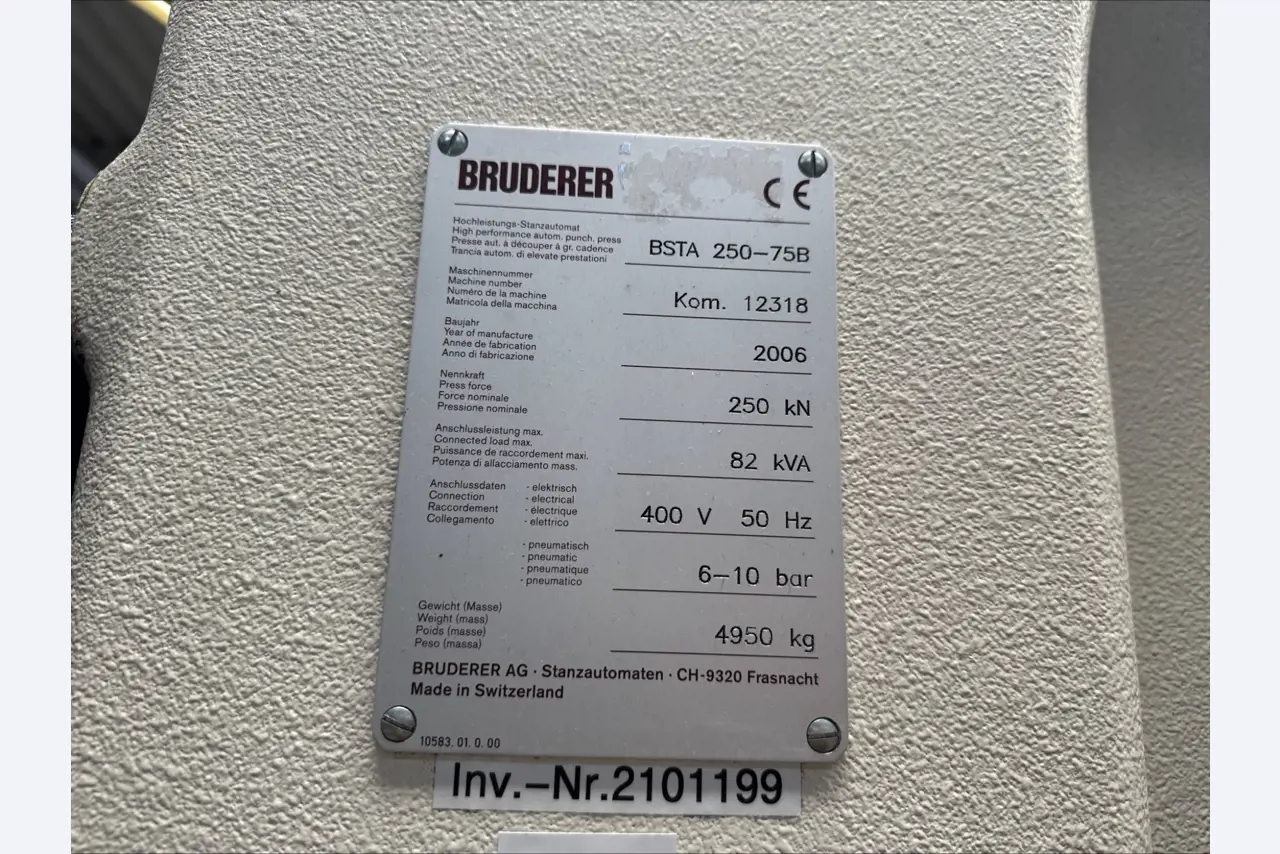 BRUDERER CE
Hochleistungs-Stanzautomat
High performance autom. punch. press
Presse aut. à découper à gr. cadence
Trancia autom. di elevate prestationi
BSTA 250-75B
Maschinennummer
Machine number
Numéro de la machine
Matricola della macchina
Kom. 12318
Baujahr
Year of manufacture
Année de fabrication
Anno di fabricazione
2006
Nennkraft
Press force
Force nominale
Pressione nominale
250 kN
Anschlussleistung max.
Connected load max.
Puissance de raccordement maxi.
Potenza di allacciamento mass.
82 kVA
Anschlussdaten - elektrisch
Connection - electrical
Raccordement - électrique
Collegamento - elettrico
400 V 50 Hz
- pneumatisch
- pneumatic
- pneumatique
- pneumatico
6-10 bar
Gewicht (Masse)
Weight (mass)
Poids (masse)
Peso (massa)
4950 kg
BRUDERER AG · Stanzautomaten · CH-9320 Frasnacht
Made in Switzerland
10583. 01. 0. 00
Inv.-Nr.2101199